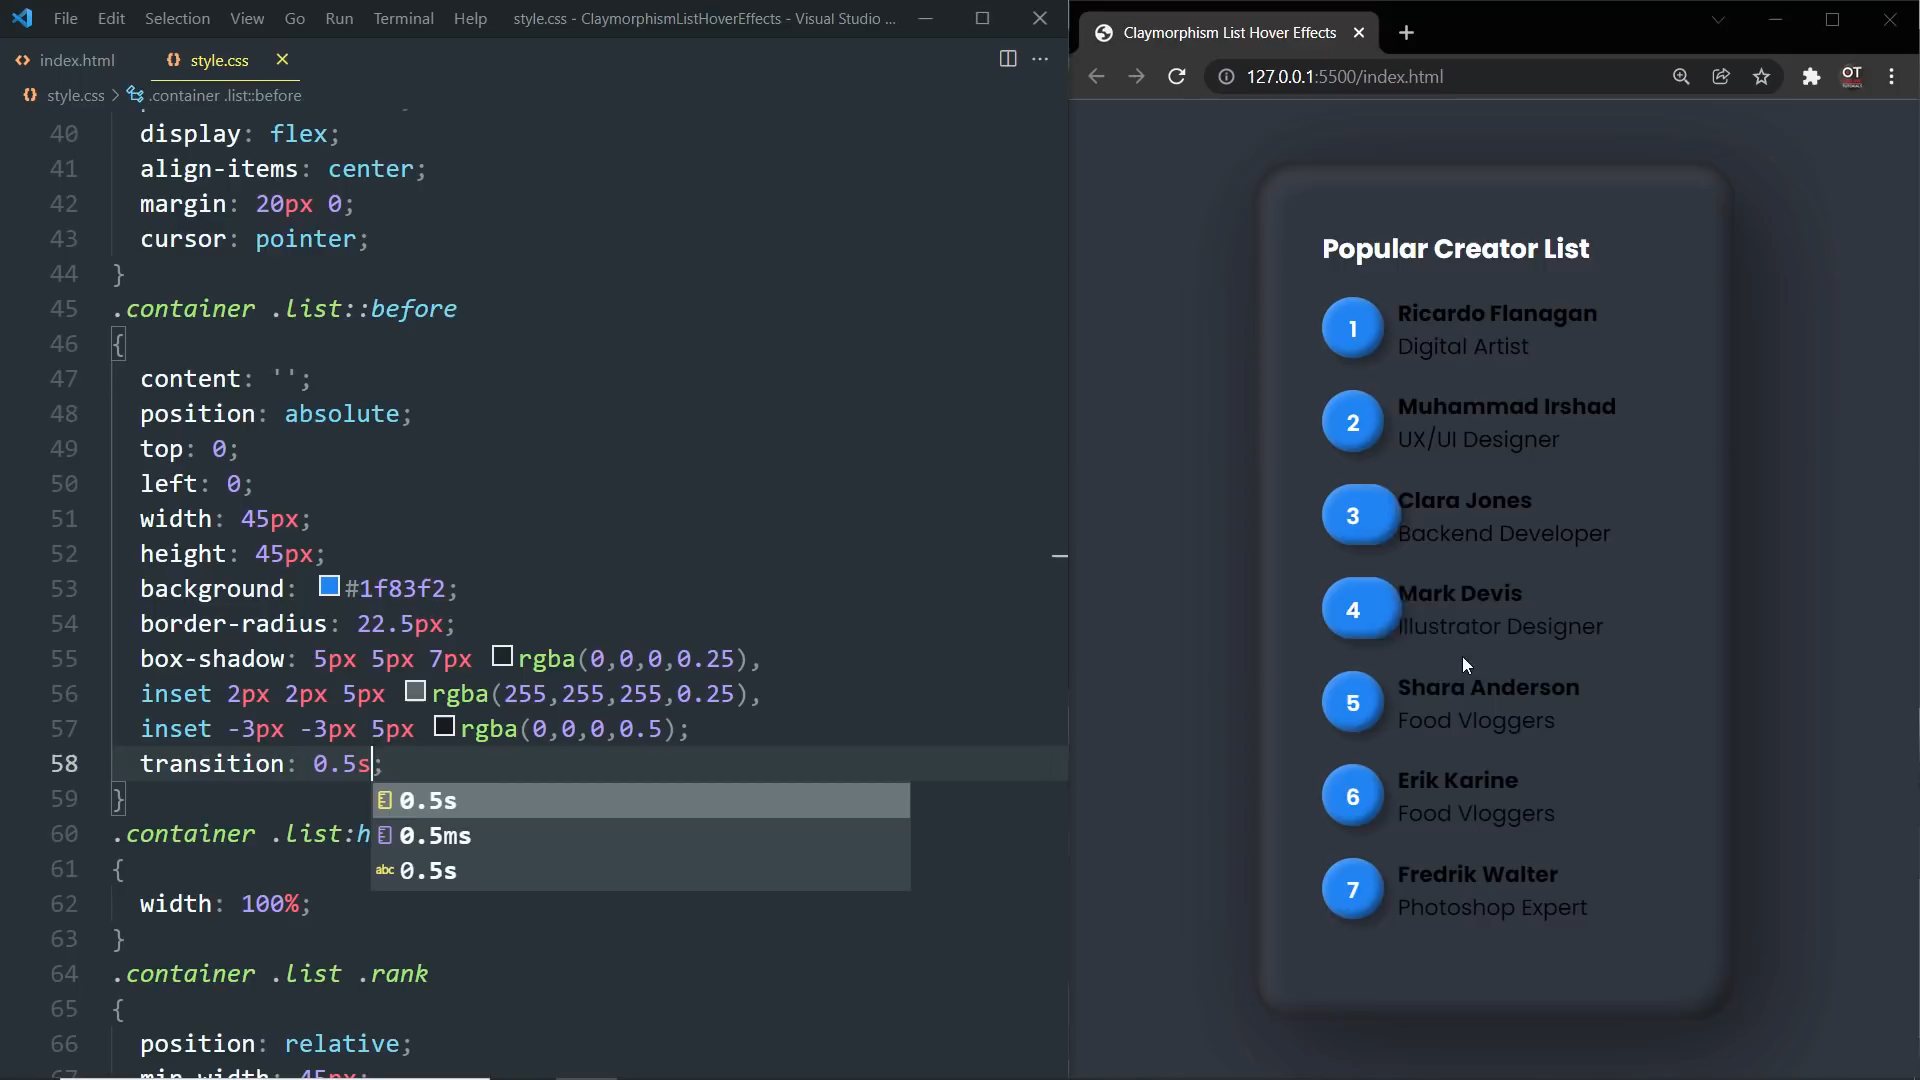 File Edit Selection View Go Run Terminal Help style.css - ClaymorphismListHoverEffects - Visual Studio ...
index.html style.css
style.css > .container .list::before
40 display: flex;
41 align-items: center;
42 margin: 20px 0;
43 cursor: pointer;
44 }
45 .container .list::before
46 {
47 content: '';
48 position: absolute;
49 top: 0;
50 left: 0;
51 width: 45px;
52 height: 45px;
53 background: #1f83f2;
54 border-radius: 22.5px;
55 box-shadow: 5px 5px 7px rgba(0,0,0,0.25),
56 inset 2px 2px 5px rgba(255,255,255,0.25),
57 inset -3px -3px 5px rgba(0,0,0,0.5);
58 transition: 0.5s;
59 }
0.5s
0.5ms
abc 0.5s
60 .container .list:h
61 {
62 width: 100%;
63 }
64 .container .list .rank
65 {
66 position: relative;
67 min-width: 45px;
Claymorphism List Hover Effects
127.0.0.1:5500/index.html
OT
Popular Creator List
1 Ricardo Flanagan
Digital Artist
2 Muhammad Irshad
UX/UI Designer
3 Clara Jones
Backend Developer
4 Mark Devis
Illustrator Designer
5 Shara Anderson
Food Vloggers
6 Erik Karine
Food Vloggers
7 Fredrik Walter
Photoshop Expert